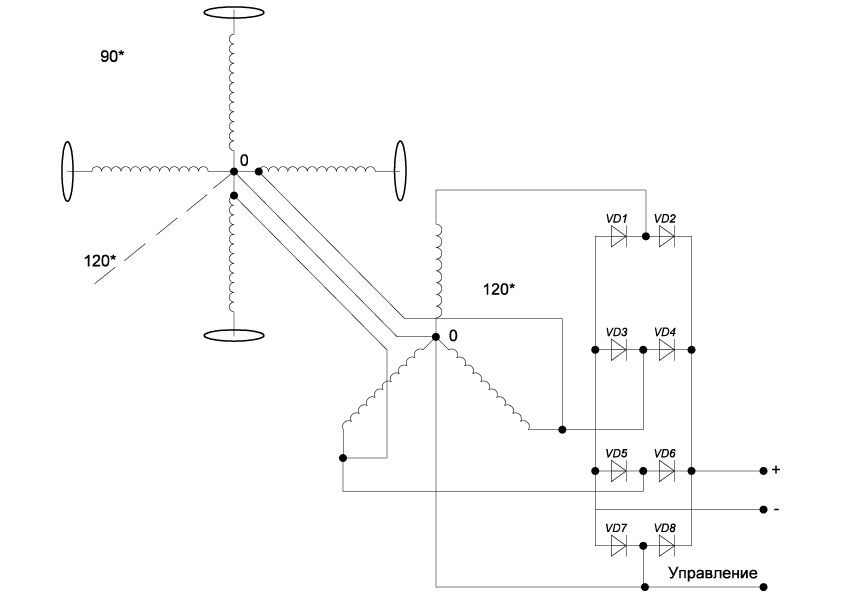 90*
0
120*
VD1 VD2
120*
VD3 VD4
0
VD5 VD6
+
-
VD7 VD8
Управление